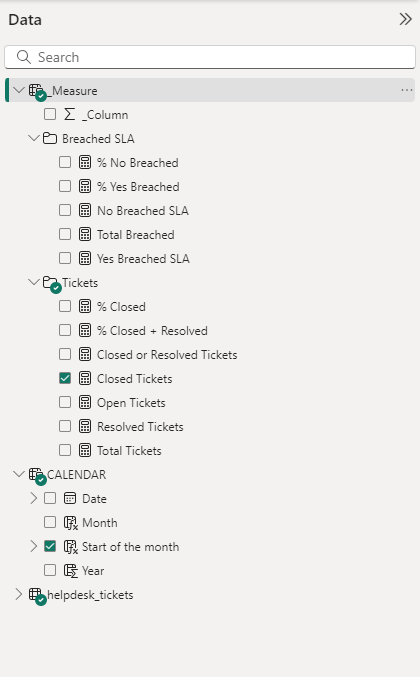 Data
Search
_Measure
_Column
Breached SLA
% No Breached
% Yes Breached
No Breached SLA
Total Breached
Yes Breached SLA
Tickets
% Closed
% Closed + Resolved
Closed or Resolved Tickets
Closed Tickets
Open Tickets
Resolved Tickets
Total Tickets
CALENDAR
Date
Month
Start of the month
Year
helpdesk_tickets